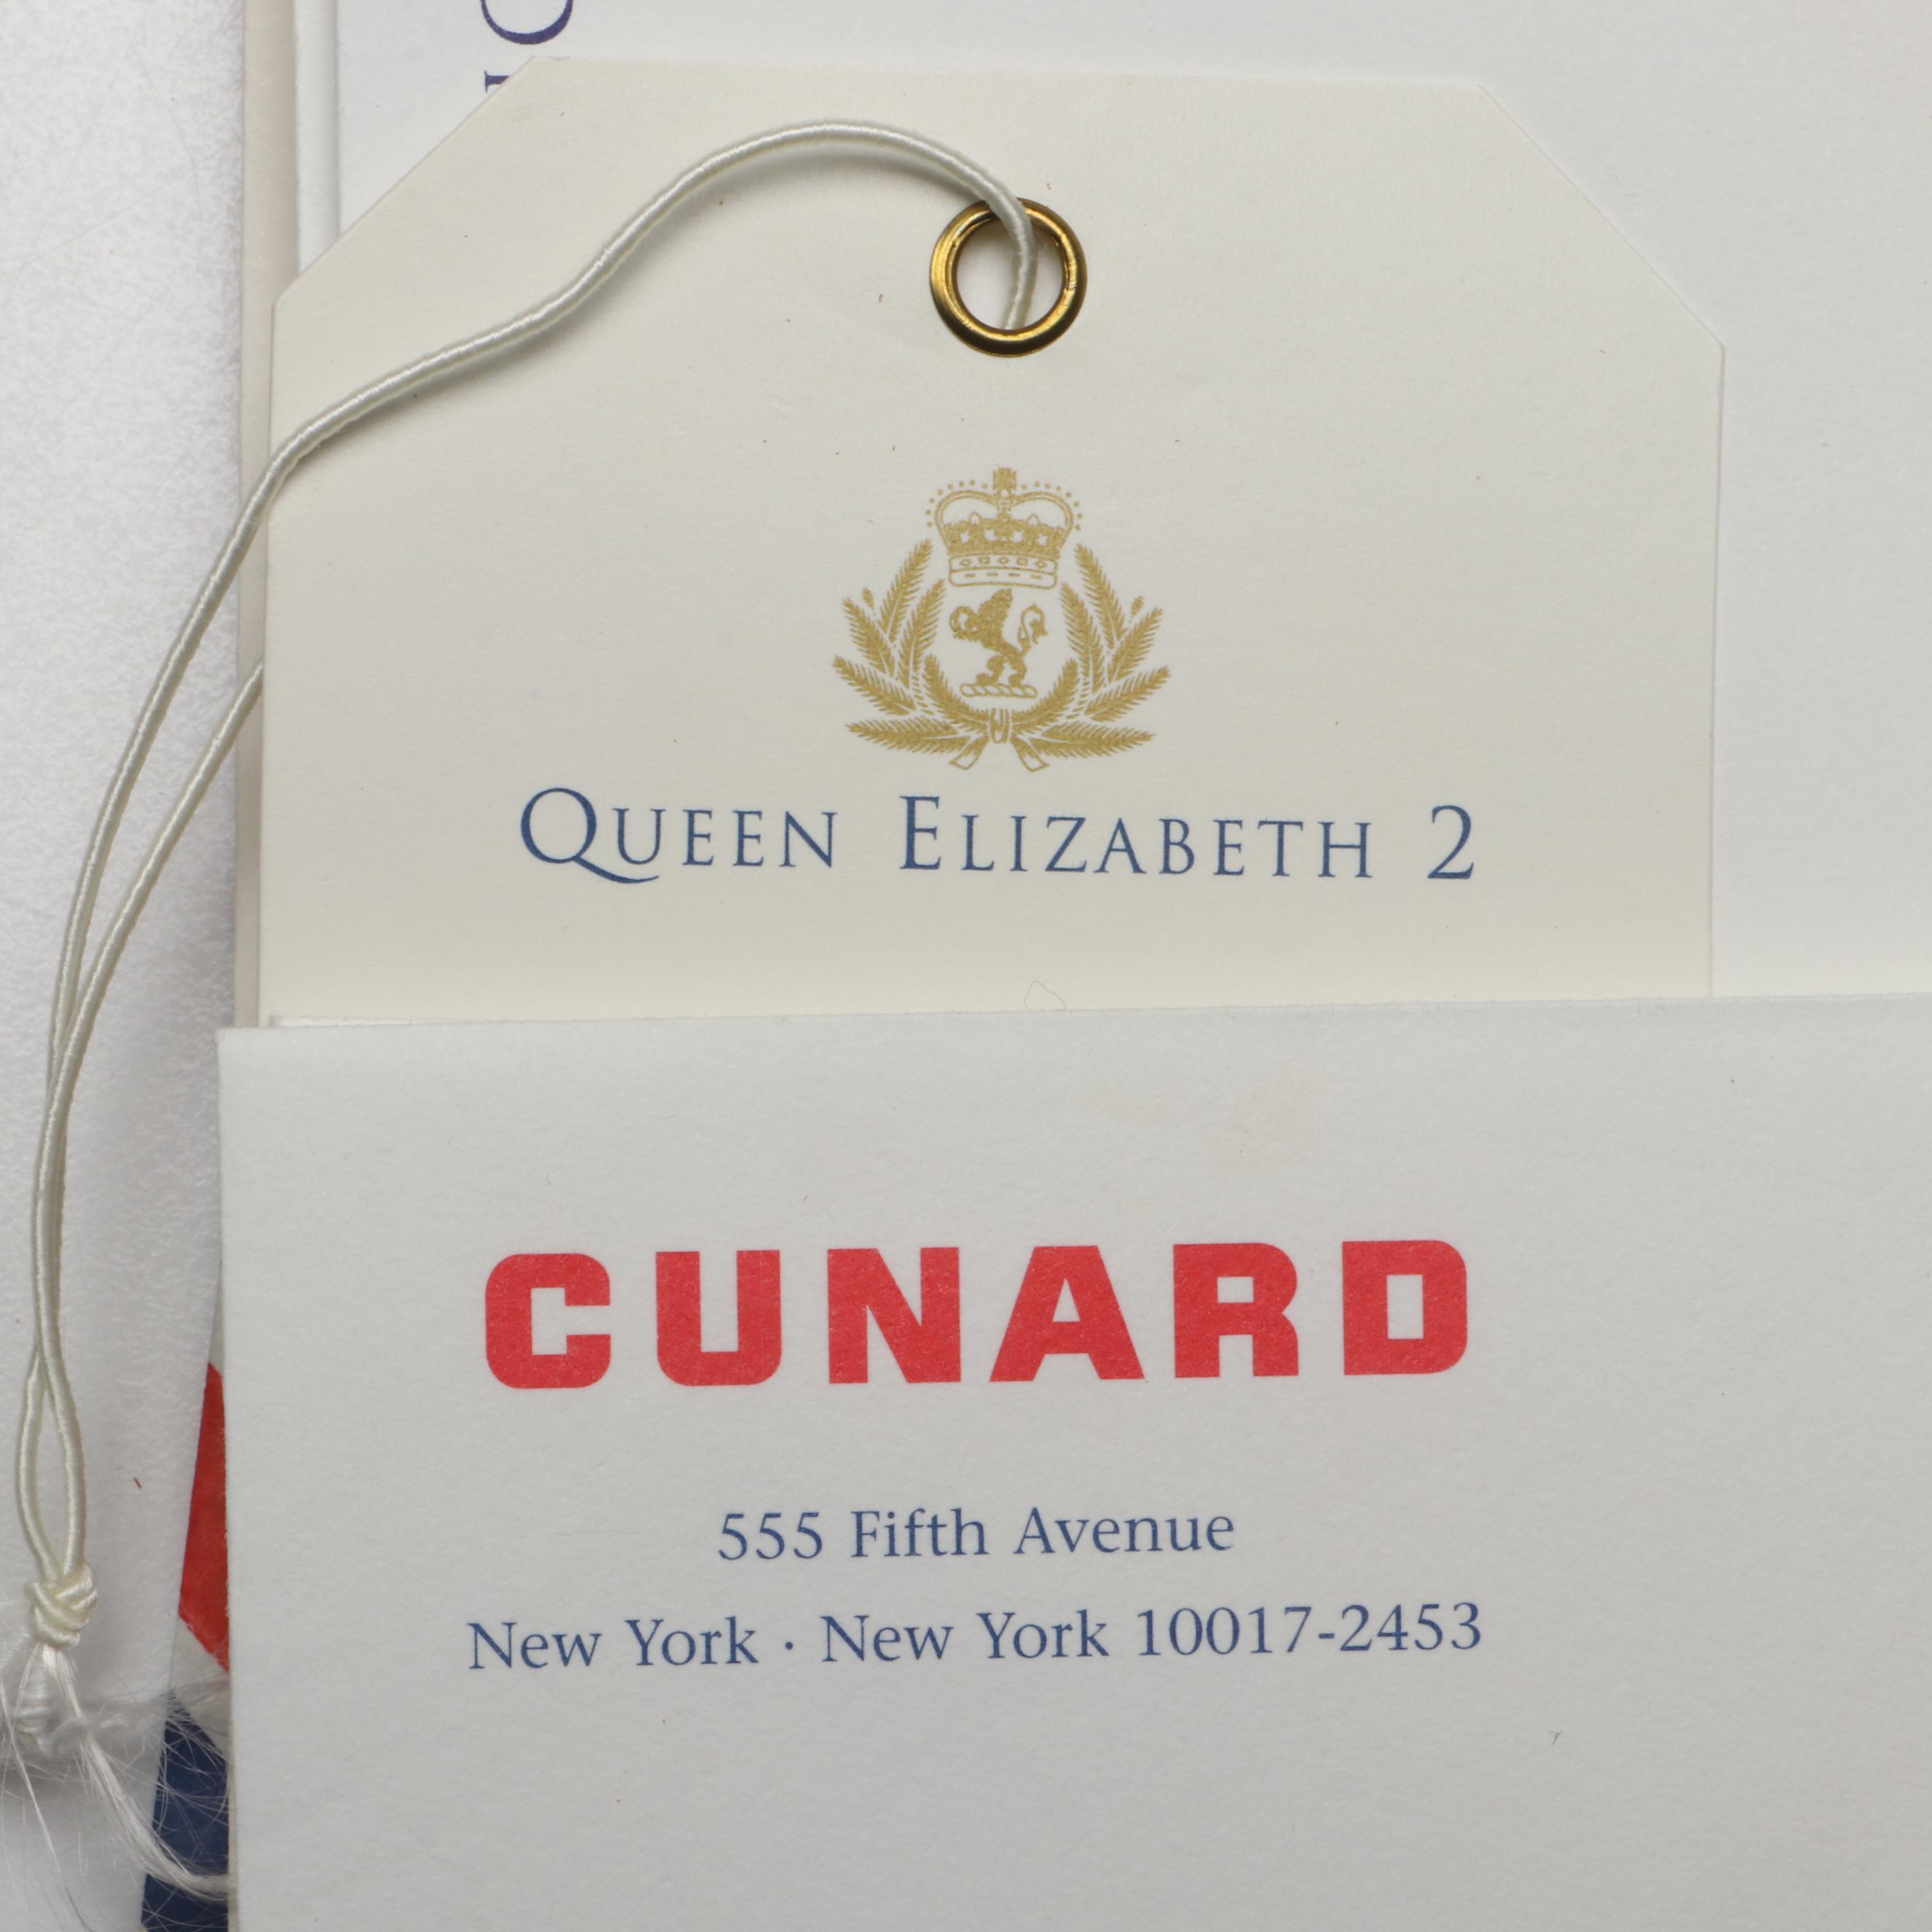 QUEEN ELIZABETH 2
CUNARD
555 Fifth Avenue
New York · New York 10017-2453